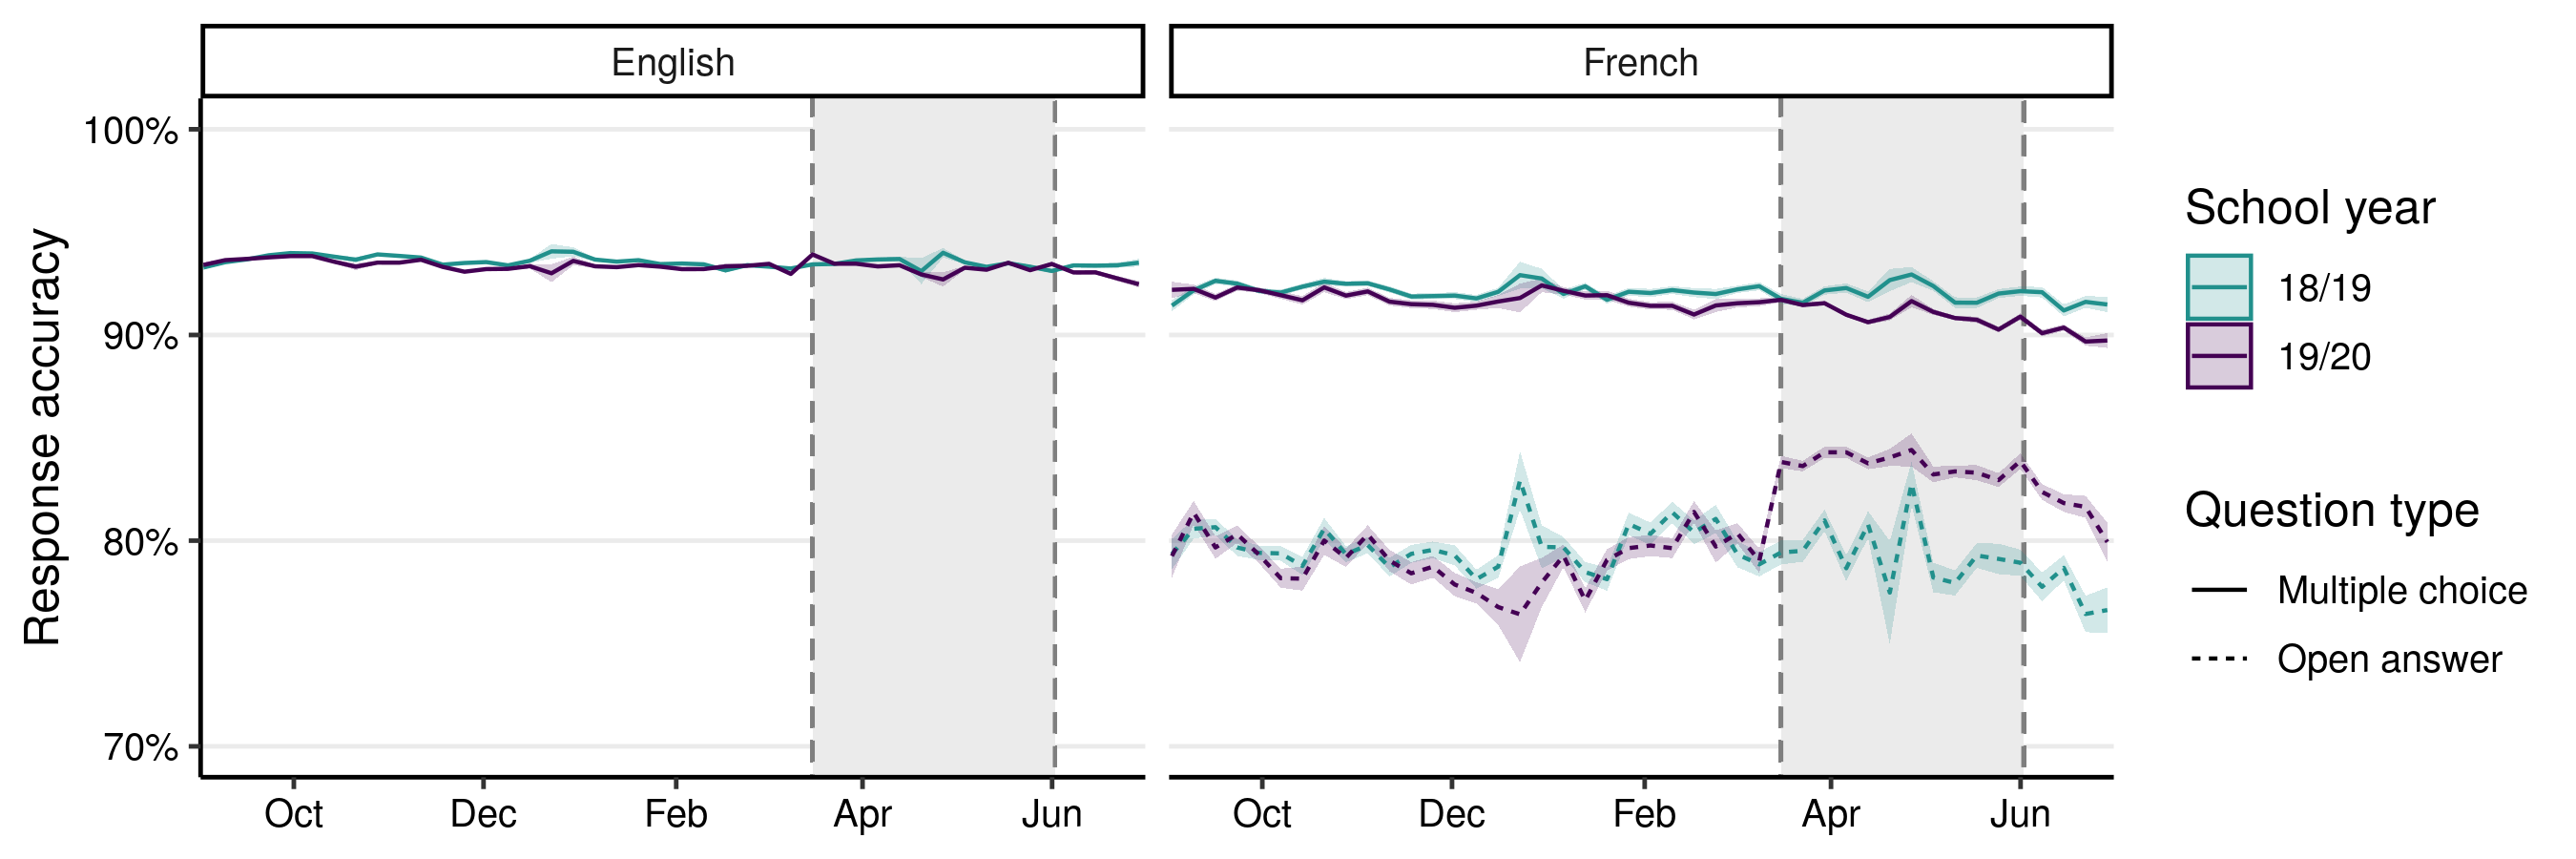 English
French
Response accuracy
100%
90%
80%
70%
Oct
Dec
Feb
Apr
Jun
Oct
Dec
Feb
Apr
Jun
School year
18/19
19/20
Question type
Multiple choice
Open answer